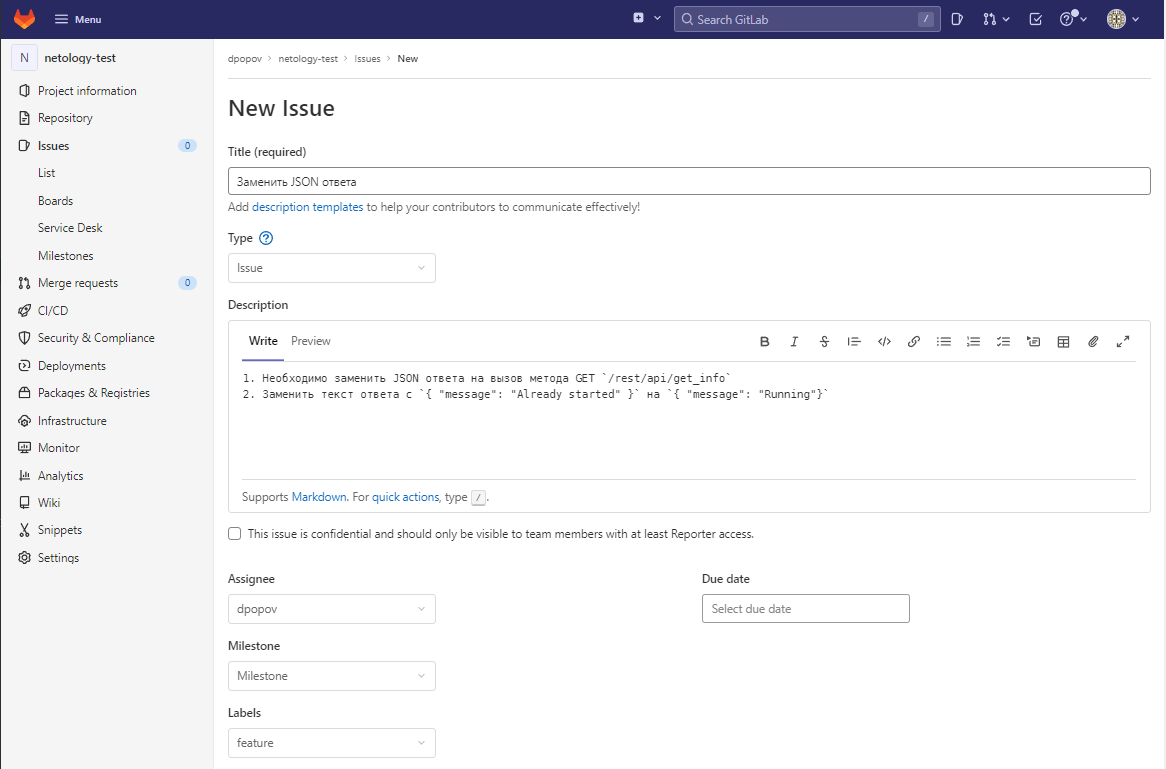 Menu
Search GitLab /
N netology-test
Project information
Repository
Issues 0
List
Boards
Service Desk
Milestones
Merge requests 0
CI/CD
Security & Compliance
Deployments
Packages & Registries
Infrastructure
Monitor
Analytics
Wiki
Snippets
Settings
dpopov > netology-test > Issues > New
New Issue
Title (required)
Заменить JSON ответа
Add description templates to help your contributors to communicate effectively!
Type ?
Issue
Description
Write Preview
1. Необходимо заменить JSON ответа на вызов метода GET `/rest/api/get_info`
2. Заменить текст ответа с `{ "message": "Already started" }` на `{ "message": "Running"}`
Supports Markdown. For quick actions, type /.
This issue is confidential and should only be visible to team members with at least Reporter access.
Assignee
dpopov
Due date
Select due date
Milestone
Milestone
Labels
feature